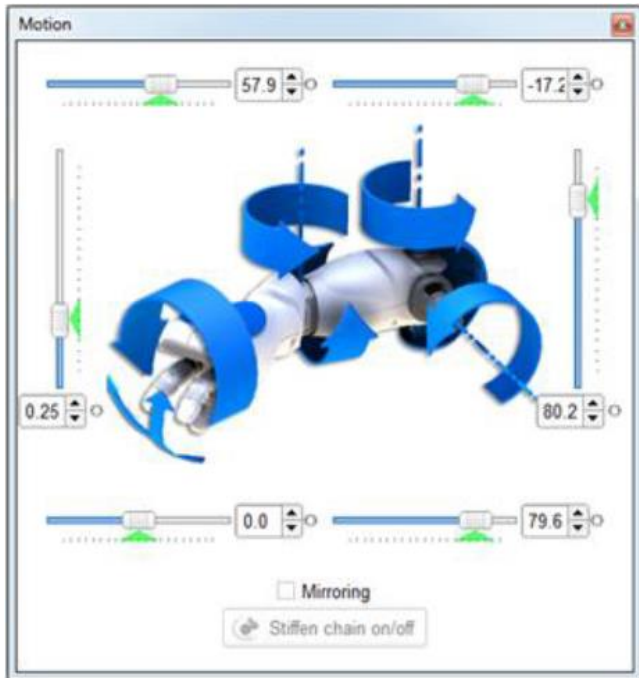 Motion
57.9 -17.2
0.25 80.2
0.0 79.6
Mirroring
Stiffen chain on/off